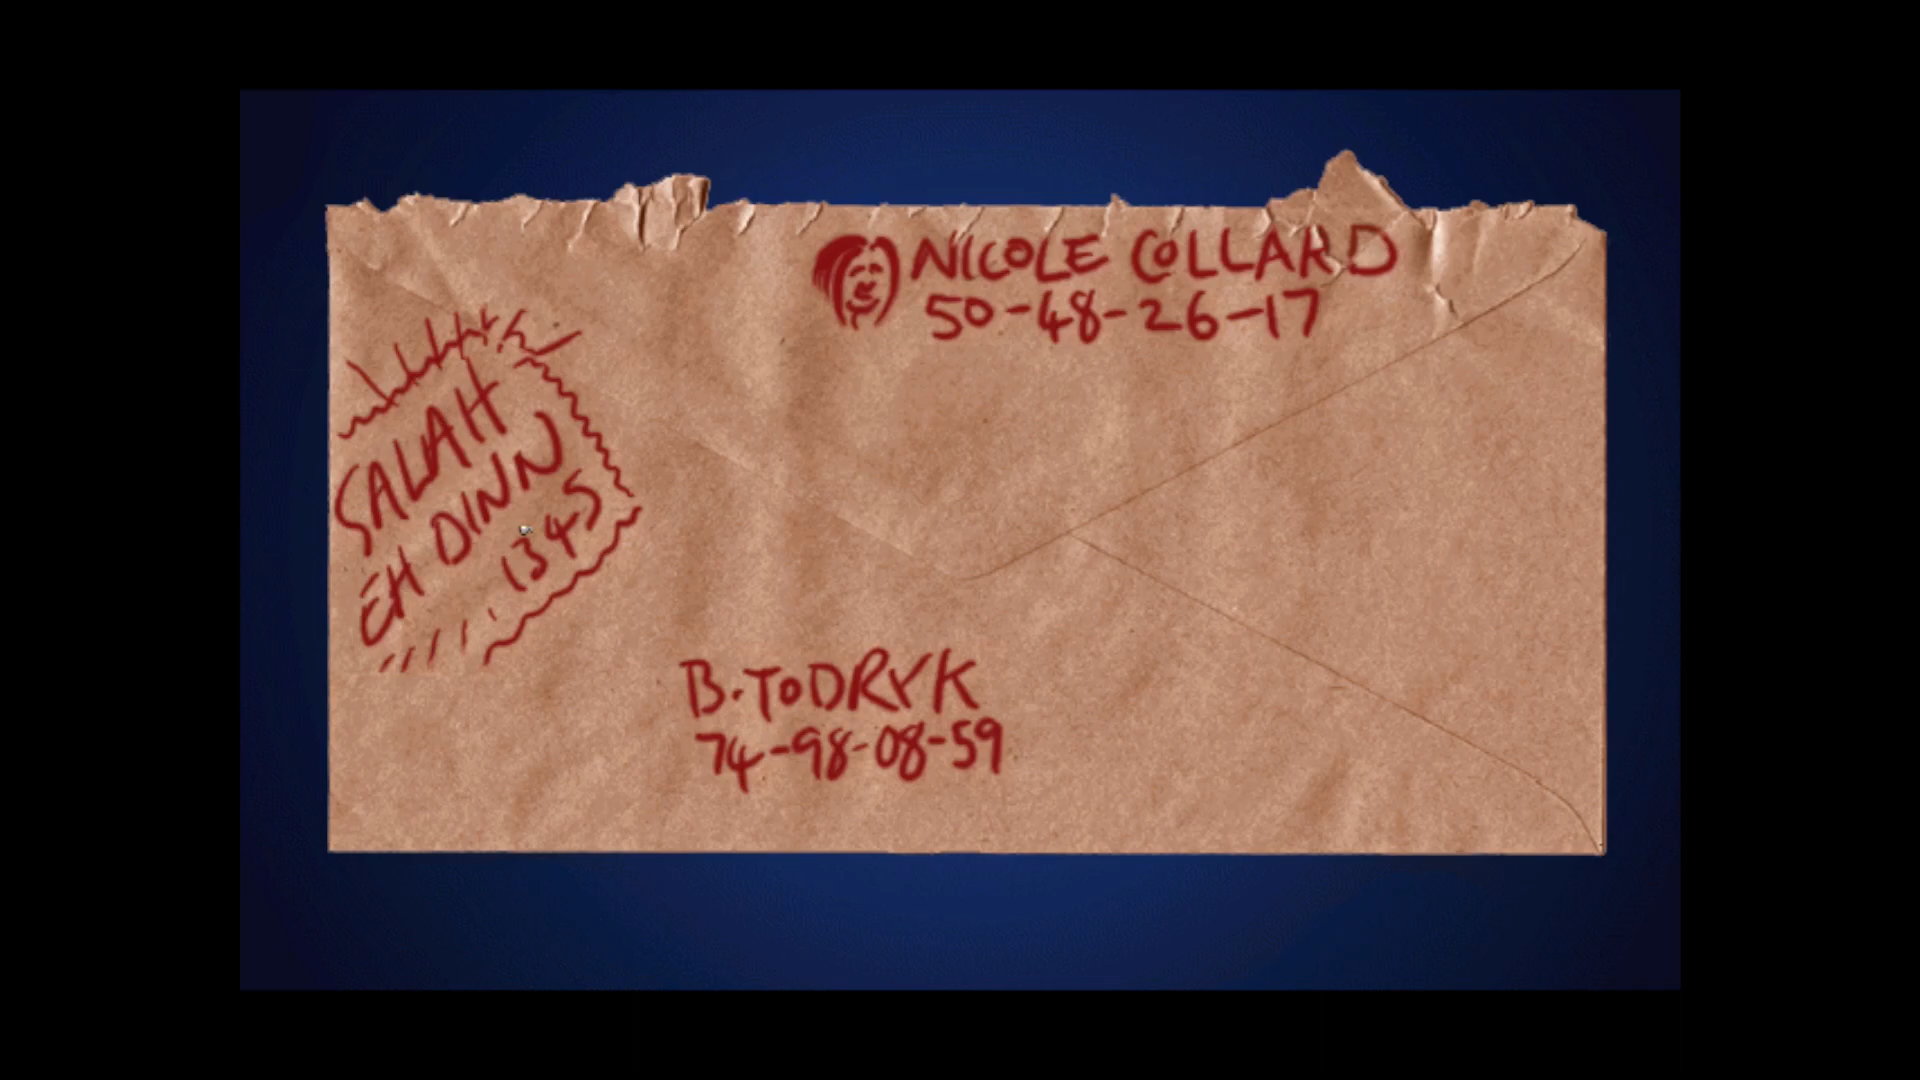 NICOLE COLLARD
50-48-26-17
SALAH
EH DINN
1345
B. TODRYK
74-98-08-59